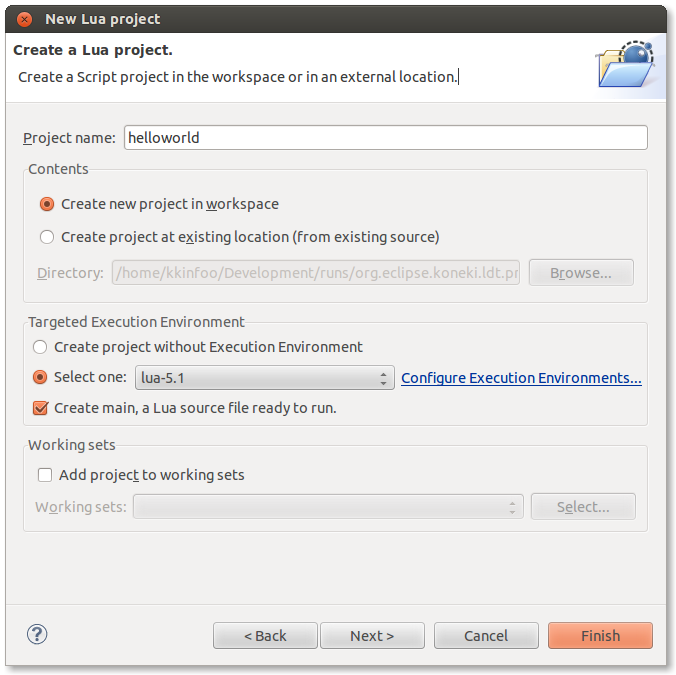 New Lua project
Create a Lua project.
Create a Script project in the workspace or in an external location.
Project name: helloworld
Contents
Create new project in workspace
Create project at existing location (from existing source)
Directory: /home/kkinfoo/Development/runs/org.eclipse.koneki.ldt.pr Browse...
Targeted Execution Environment
Create project without Execution Environment
Select one: lua-5.1 Configure Execution Environments...
Create main, a Lua source file ready to run.
Working sets
Add project to working sets
Working sets: Select...
? < Back Next > Cancel Finish